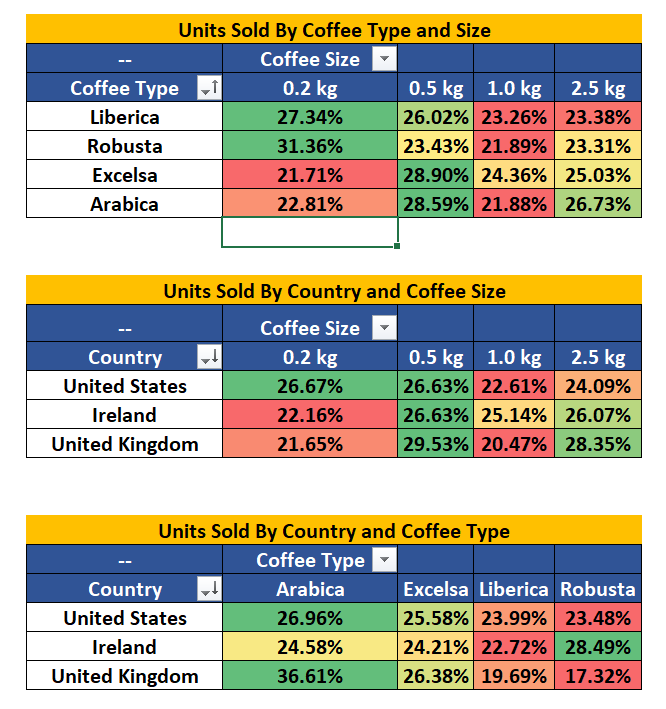 Units Sold By Coffee Type and Size
-- Coffee Size
Coffee Type 0.2 kg 0.5 kg 1.0 kg 2.5 kg
Liberica 27.34% 26.02% 23.26% 23.38%
Robusta 31.36% 23.43% 21.89% 23.31%
Excelsa 21.71% 28.90% 24.36% 25.03%
Arabica 22.81% 28.59% 21.88% 26.73%
Units Sold By Country and Coffee Size
-- Coffee Size
Country 0.2 kg 0.5 kg 1.0 kg 2.5 kg
United States 26.67% 26.63% 22.61% 24.09%
Ireland 22.16% 26.63% 25.14% 26.07%
United Kingdom 21.65% 29.53% 20.47% 28.35%
Units Sold By Country and Coffee Type
-- Coffee Type
Country Arabica Excelsa Liberica Robusta
United States 26.96% 25.58% 23.99% 23.48%
Ireland 24.58% 24.21% 22.72% 28.49%
United Kingdom 36.61% 26.38% 19.69% 17.32%